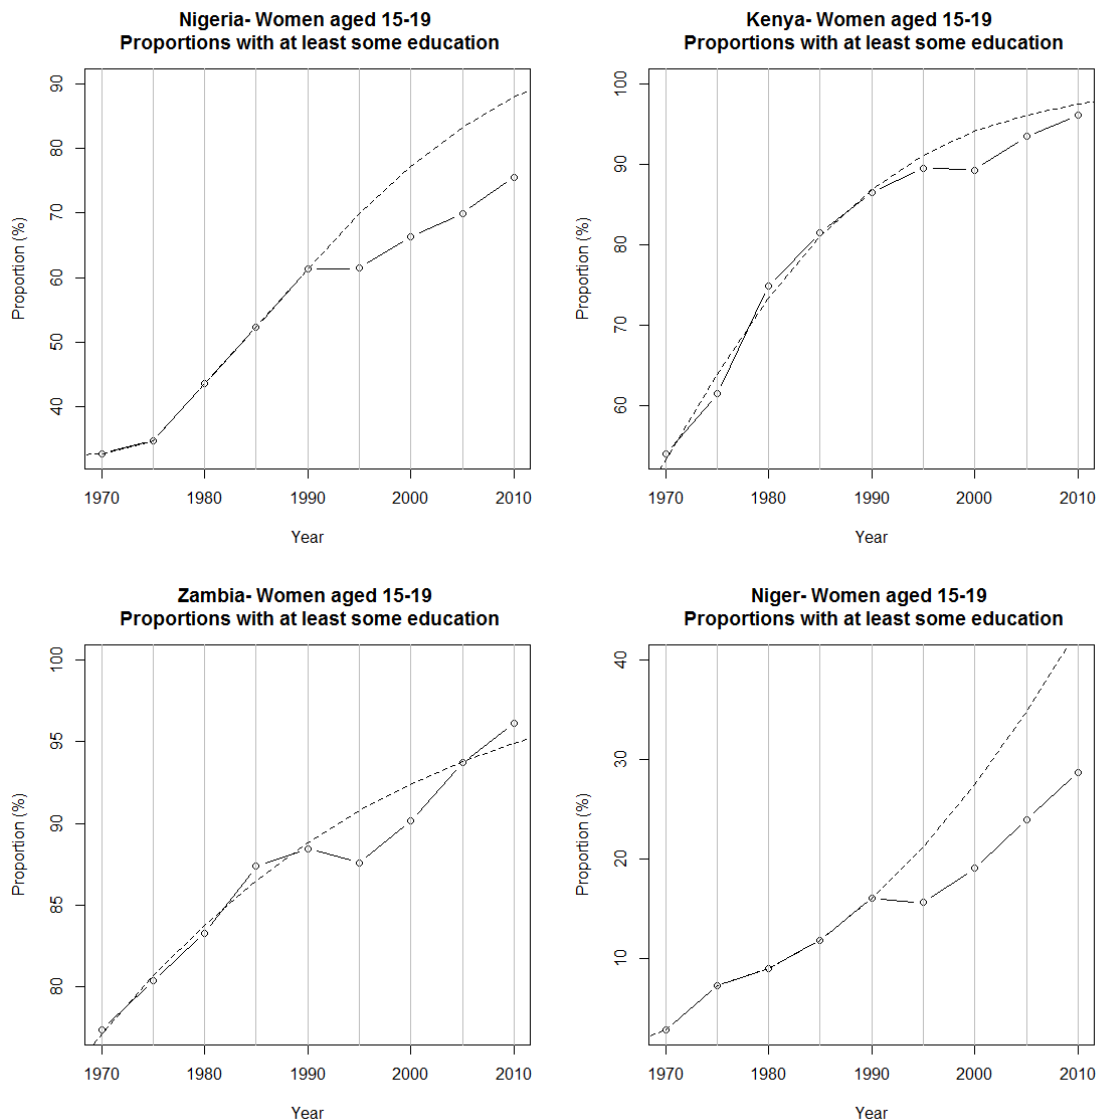 Nigeria- Women aged 15-19
Proportions with at least some education
90
80
70
60
50
40
Proportion (%)
1970
1980
1990
2000
2010
Year
Kenya- Women aged 15-19
Proportions with at least some education
100
90
80
70
60
Proportion (%)
1970
1980
1990
2000
2010
Year
Zambia- Women aged 15-19
Proportions with at least some education
100
95
90
85
80
Proportion (%)
1970
1980
1990
2000
2010
Year
Niger- Women aged 15-19
Proportions with at least some education
40
30
20
10
Proportion (%)
1970
1980
1990
2000
2010
Year